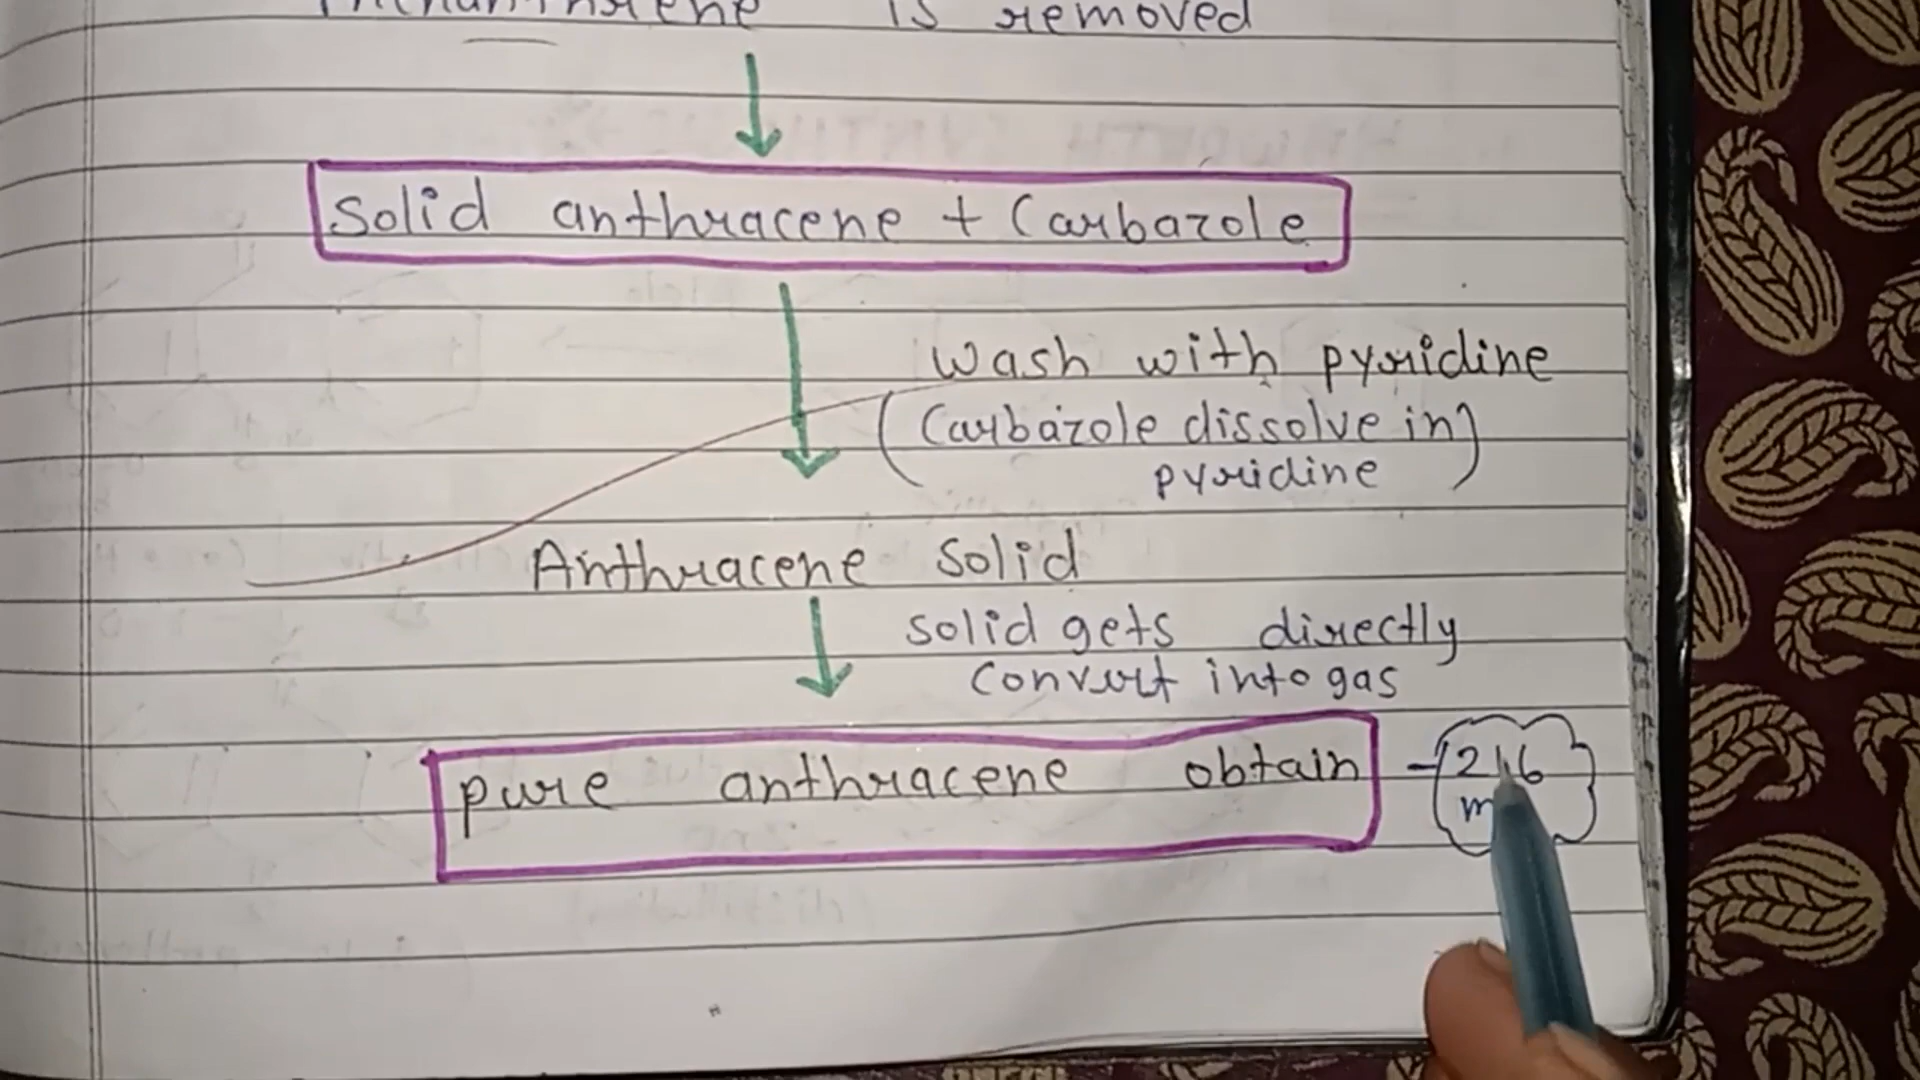 is removed
Solid anthracene + Carbazole
wash with pyridine
(Carbazole dissolve in
pyridine)
Anthracene solid
solid gets directly
convert into gas
pure anthracene obtain - 216